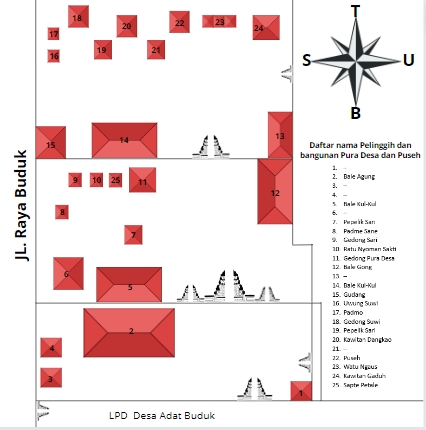 T
S
U
B
JL. Raya Buduk
18
17
20
22
23
24
16
19
21
15
14
13
9
10
25
11
12
8
7
6
5
2
4
3
1
LPD Desa Adat Buduk
Daftar nama Pelinggih dan
bangunan Pura Desa dan Puseh
1. –
2. Bale Agung
3. –
4. –
5. Bale Kul-Kul
6. –
7. Pepelik Sari
8. Padme Sane
9. Gedong Sari
10. Ratu Nyoman Sakti
11. Gedong Pura Desa
12. Bale Gong
13. –
14. Bale Kul-Kul
15. Gudang
16. Uwung Suwi
17. Padmo
18. Gedong Suwi
19. Pepelik Sari
20. Kawitan Dangkao
21. –
22. Puseh
23. Watu Ngaus
24. Kawitan Gaduh
25. Sapte Petale